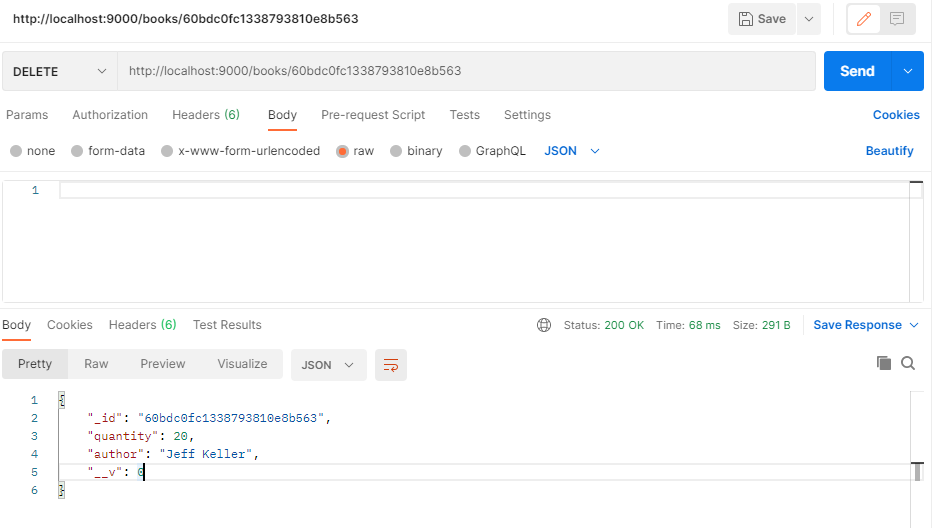 http://localhost:9000/books/60bdc0fc1338793810e8b563 Save
DELETE http://localhost:9000/books/60bdc0fc1338793810e8b563 Send
Params Authorization Headers (6) Body Pre-request Script Tests Settings Cookies
none form-data x-www-form-urlencoded raw binary GraphQL JSON Beautify
1
Body Cookies Headers (6) Test Results Status: 200 OK Time: 68 ms Size: 291 B Save Response
Pretty Raw Preview Visualize JSON
1 {
2 "_id": "60bdc0fc1338793810e8b563",
3 "quantity": 20,
4 "author": "Jeff Keller",
5 "__v": 0
6 }